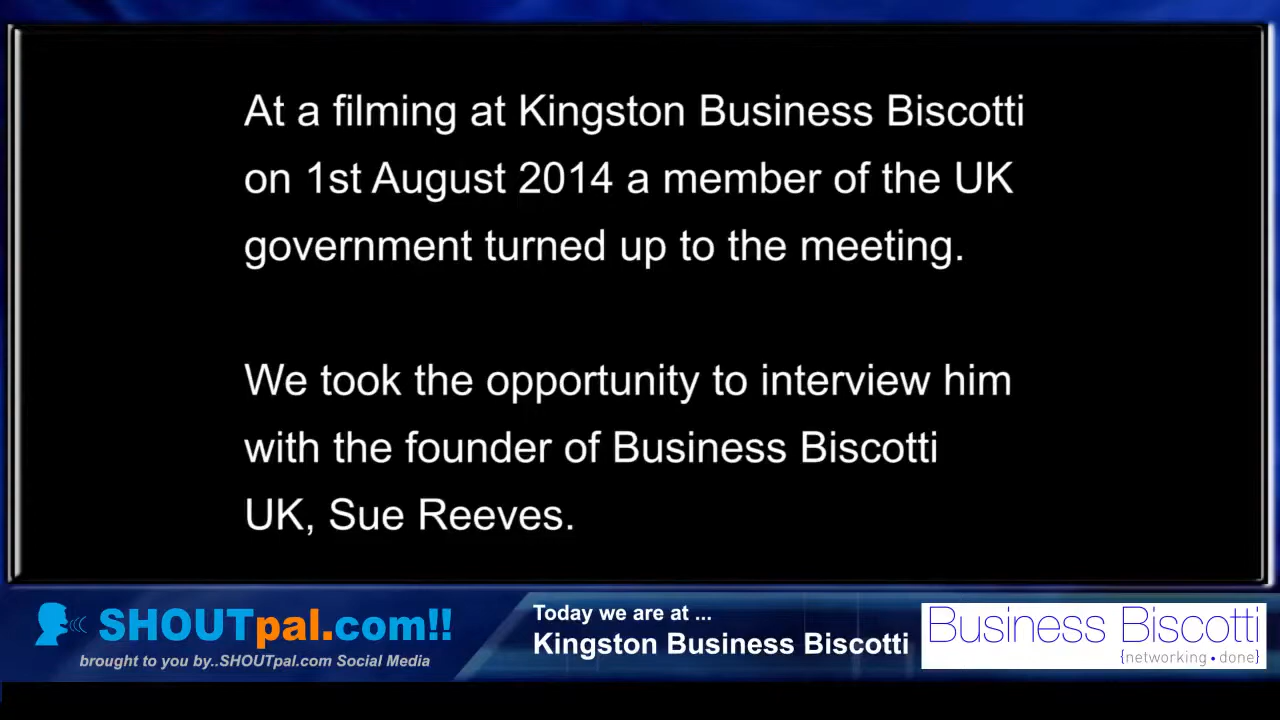 At a filming at Kingston Business Biscotti
on 1st August 2014 a member of the UK
government turned up to the meeting.
We took the opportunity to interview him
with the founder of Business Biscotti
UK, Sue Reeves.
SHOUTpal.com!!
brought to you by..SHOUTpal.com Social Media
Today we are at ...
Kingston Business Biscotti
Business Biscotti
{networking•done}